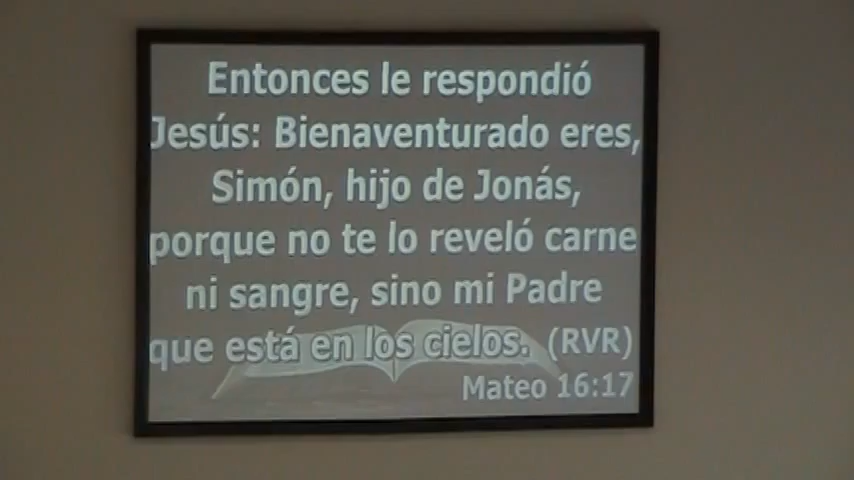 Entonces le respondió
Jesús: Bienaventurado eres,
Simón, hijo de Jonás,
porque no te lo reveló carne
ni sangre, sino mi Padre
que está en los cielos. (RVR)
Mateo 16:17